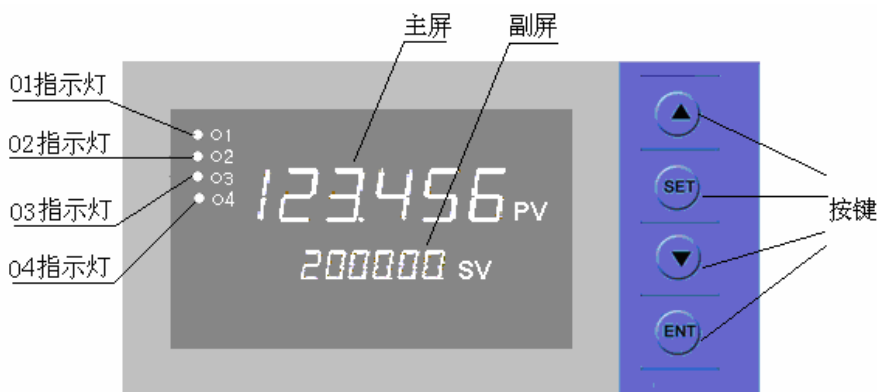 主屏 副屏
01指示灯
02指示灯
03指示灯
04指示灯
O1
O2
O3
O4
123.456 PV
200000 SV
SET
ENT
按键